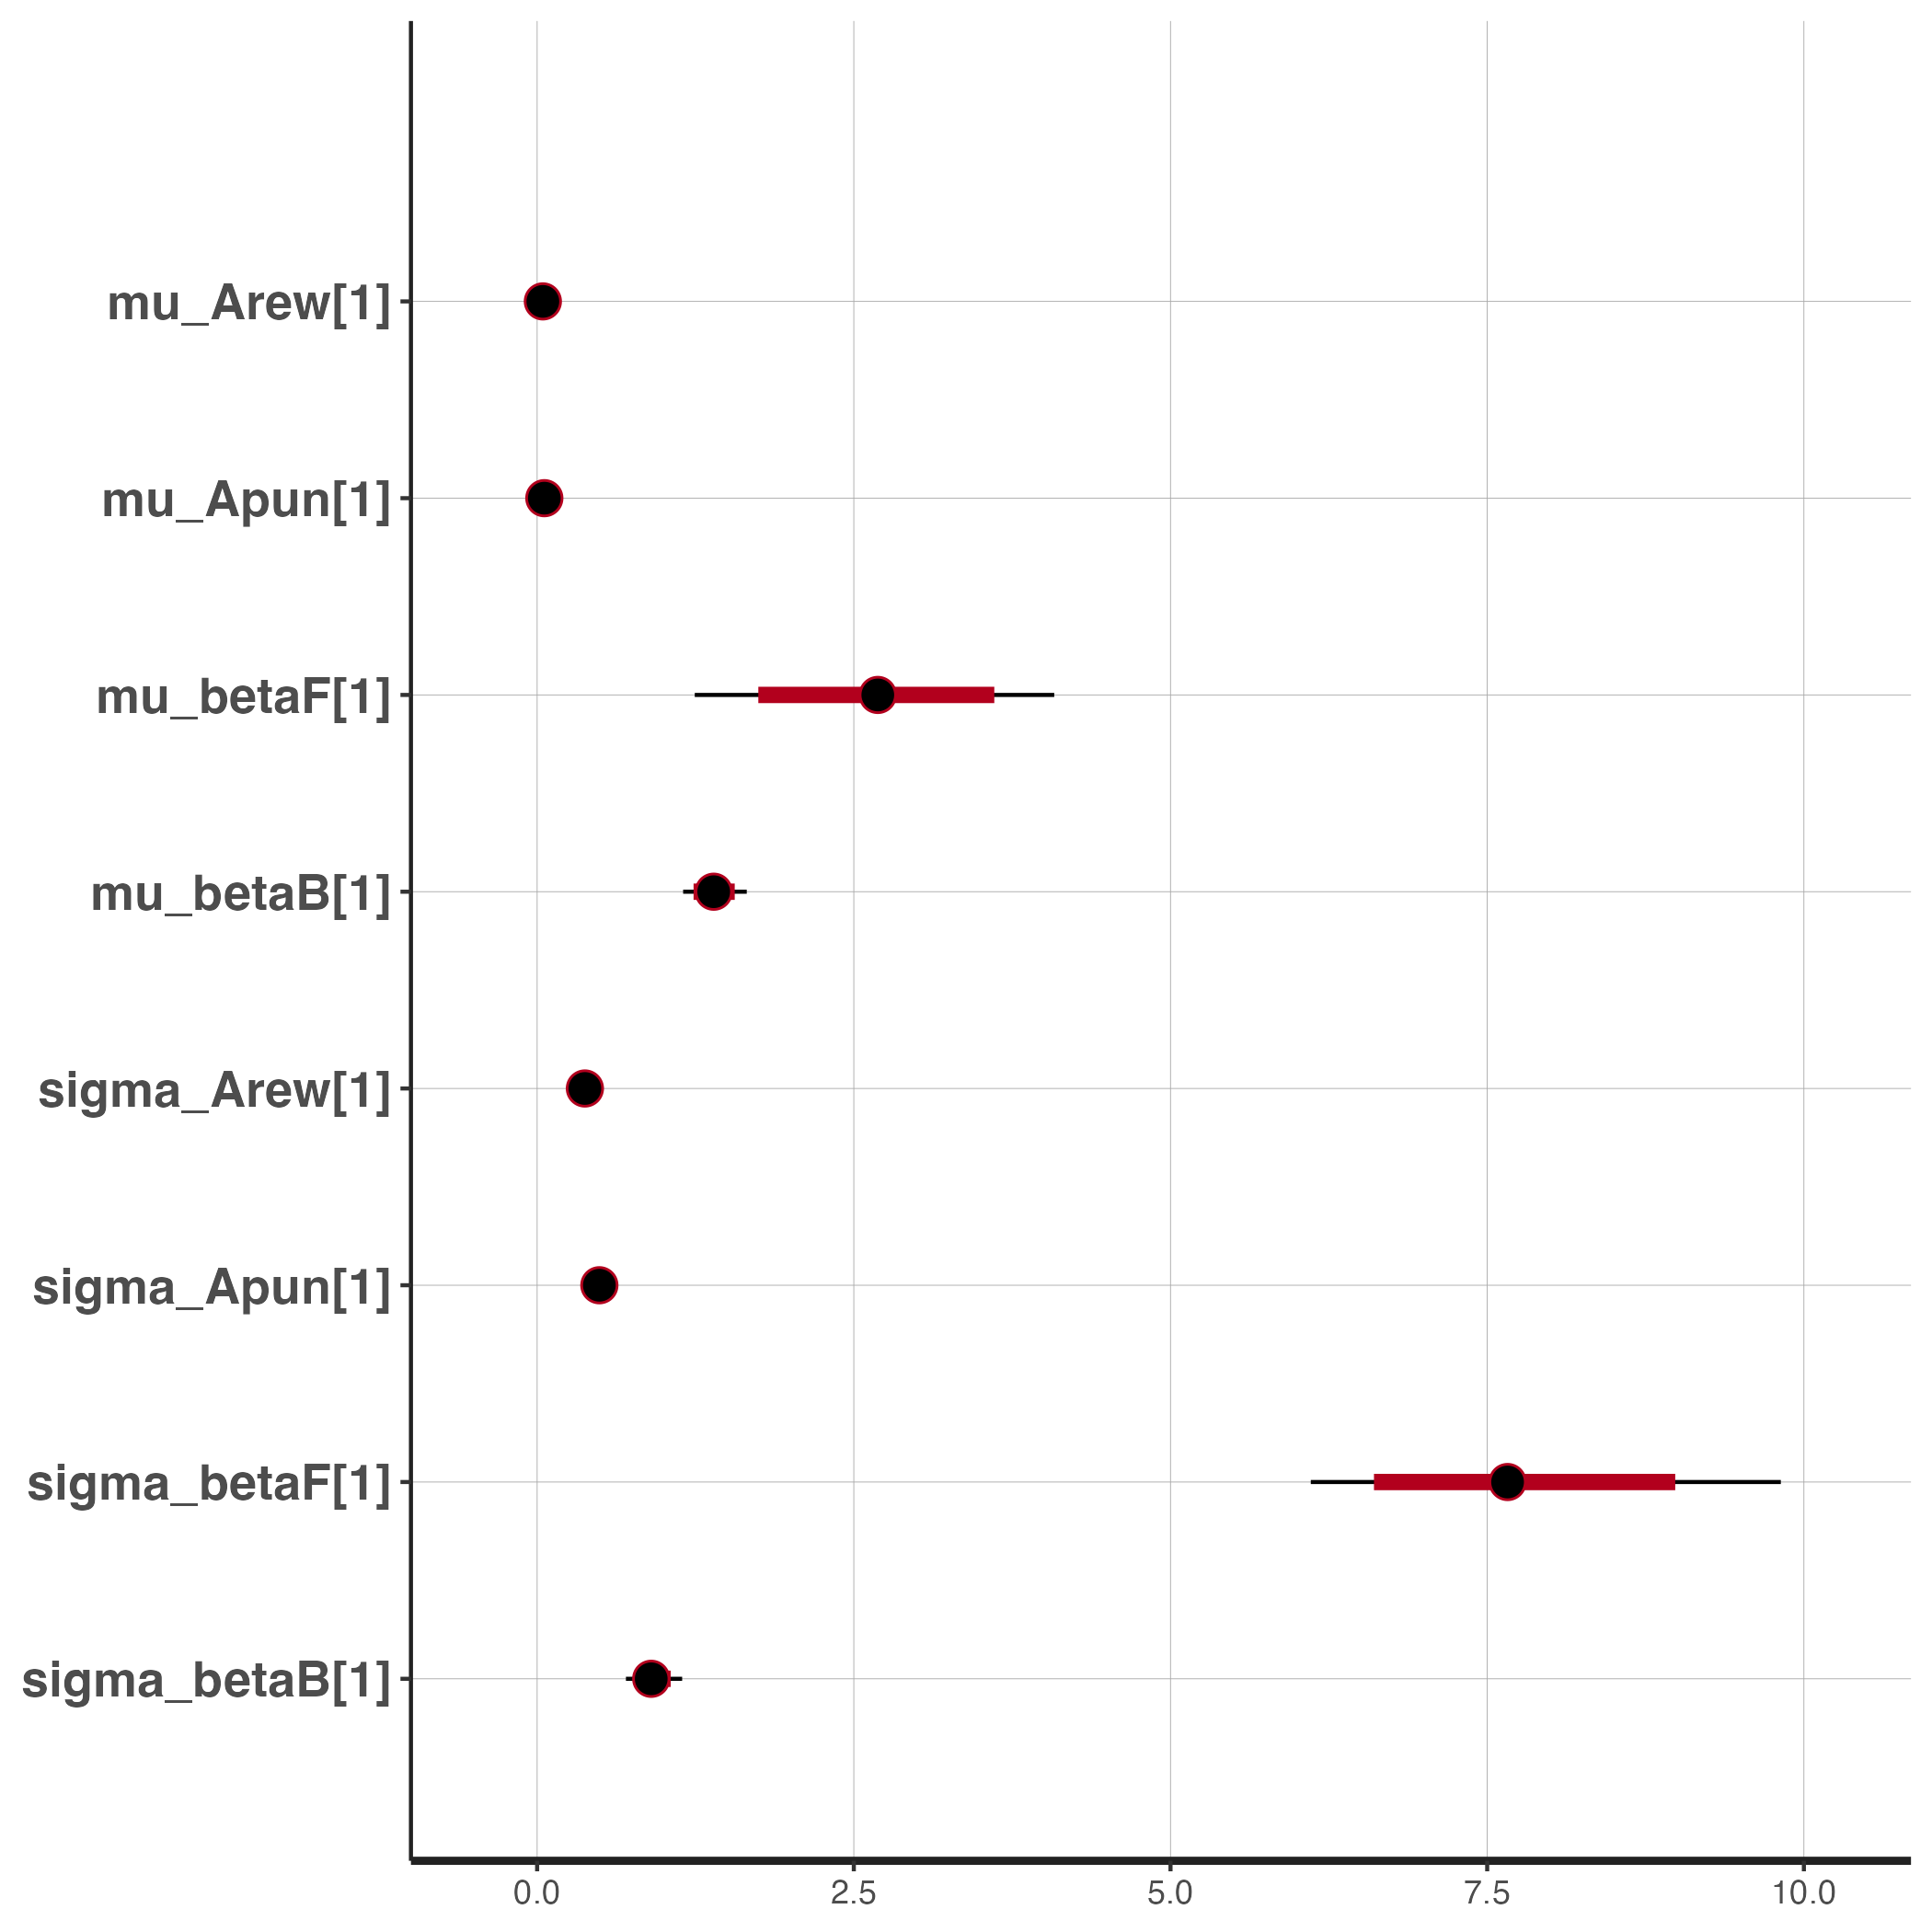 mu_Arew[1]
mu_Apun[1]
mu_betaF[1]
mu_betaB[1]
sigma_Arew[1]
sigma_Apun[1]
sigma_betaF[1]
sigma_betaB[1]
0.0 2.5 5.0 7.5 10.0